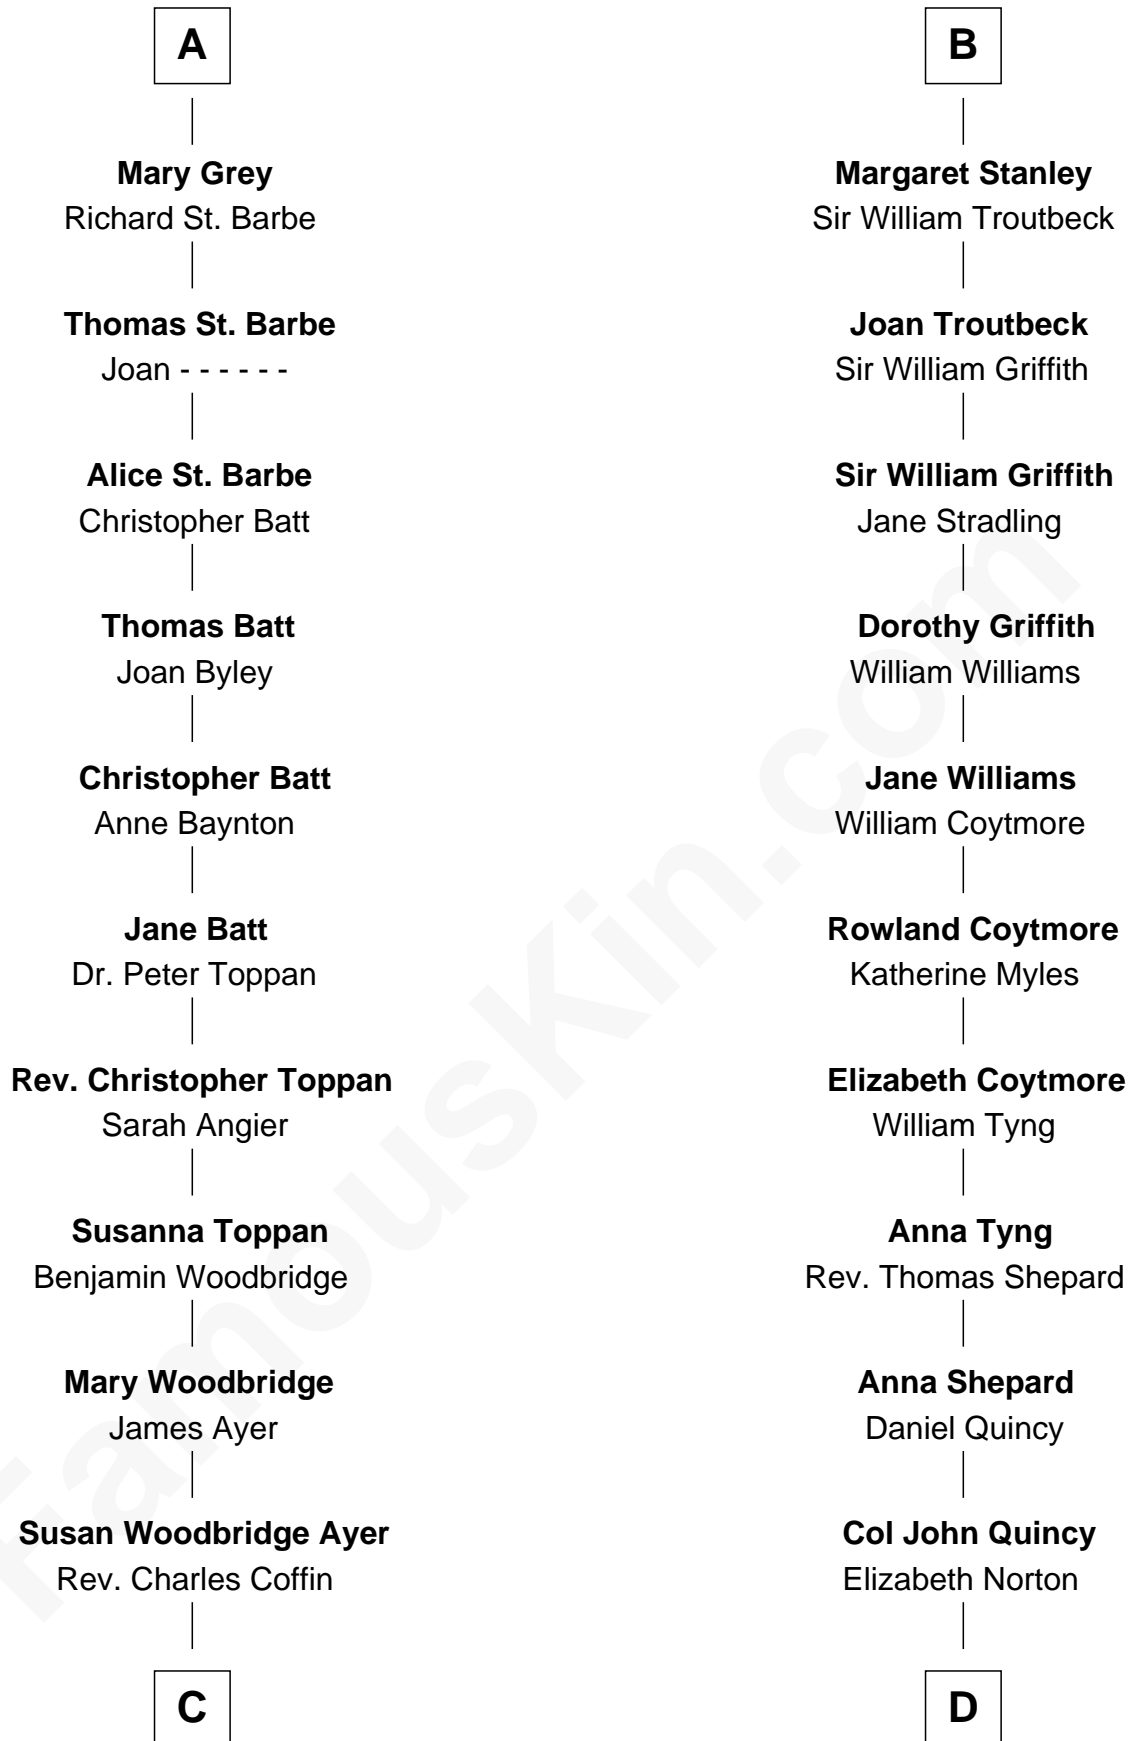 A
Mary Grey
Richard St. Barbe
Thomas St. Barbe
Joan - - - - - -
Alice St. Barbe
Christopher Batt
Thomas Batt
Joan Byley
Christopher Batt
Anne Baynton
Jane Batt
Dr. Peter Toppan
Rev. Christopher Toppan
Sarah Angier
Susanna Toppan
Benjamin Woodbridge
Mary Woodbridge
James Ayer
Susan Woodbridge Ayer
Rev. Charles Coffin
C
B
Margaret Stanley
Sir William Troutbeck
Joan Troutbeck
Sir William Griffith
Sir William Griffith
Jane Stradling
Dorothy Griffith
William Williams
Jane Williams
William Coytmore
Rowland Coytmore
Katherine Myles
Elizabeth Coytmore
William Tyng
Anna Tyng
Rev. Thomas Shepard
Anna Shepard
Daniel Quincy
Col John Quincy
Elizabeth Norton
D
FamousKin.com